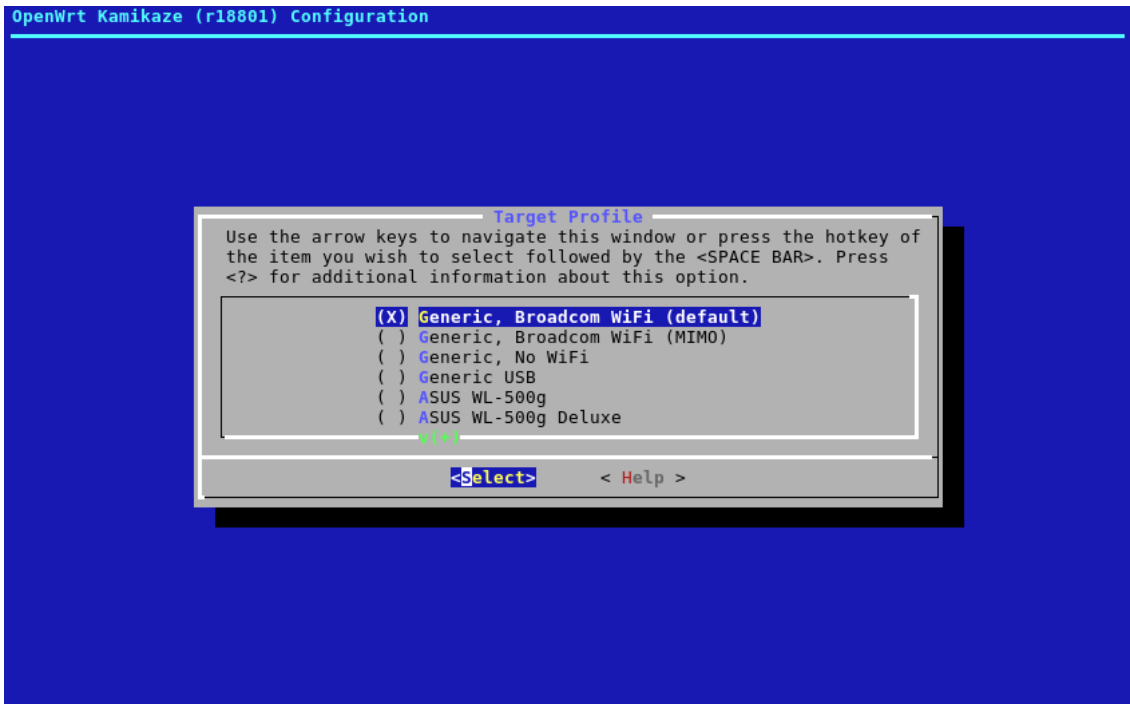 OpenWrt Kamikaze (r18801) Configuration
Target Profile
Use the arrow keys to navigate this window or press the hotkey of
the item you wish to select followed by the <SPACE BAR>. Press
<?> for additional information about this option.
(X) Generic, Broadcom WiFi (default)
( ) Generic, Broadcom WiFi (MIMO)
( ) Generic, No WiFi
( ) Generic USB
( ) ASUS WL-500g
( ) ASUS WL-500g Deluxe
v(+)
<Select> < Help >